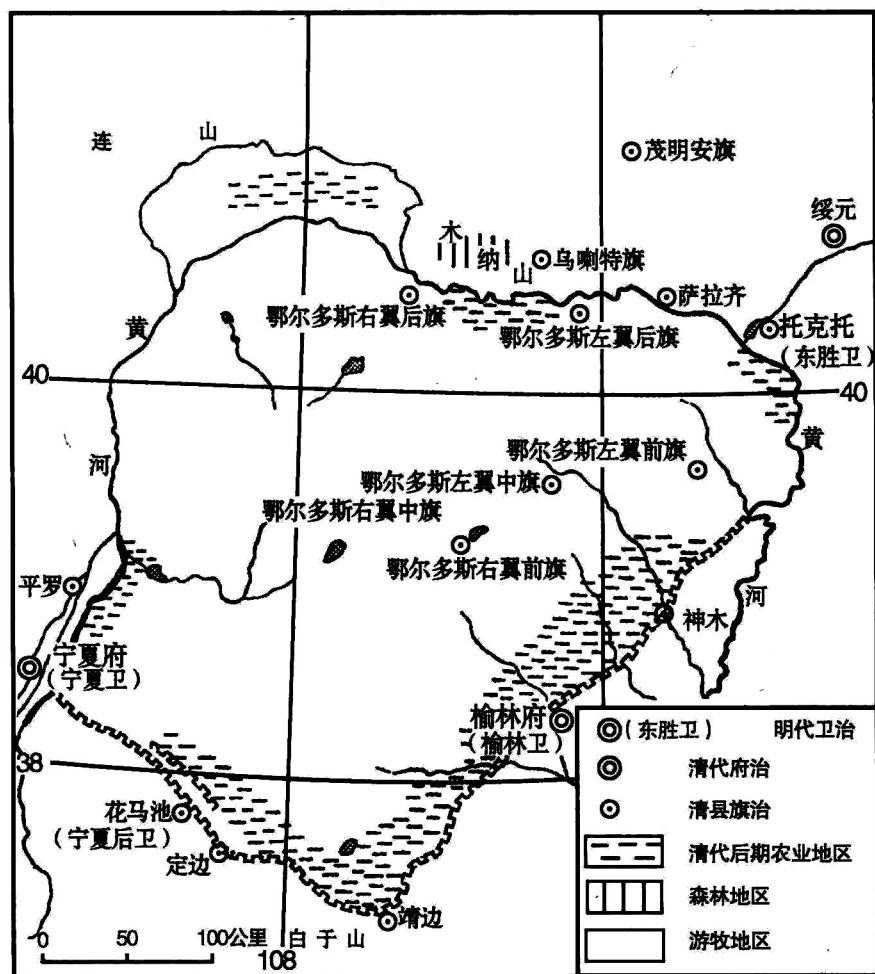 连
山
茂明安旗
绥元
木
纳
山
乌喇特旗
萨拉齐
黄
鄂尔多斯右翼后旗
鄂尔多斯左翼后旗
托克托
(东胜卫)
40
40
黄
鄂尔多斯左翼前旗
河
鄂尔多斯左翼中旗
鄂尔多斯右翼中旗
鄂尔多斯右翼前旗
平罗
河
神木
宁夏府
(宁夏卫)
榆林府
(榆林卫)
38
花马池
(宁夏后卫)
定边
靖边
0 50 100公里
白于山
108
(东胜卫) 明代卫治
清代府治
清县旗治
清代后期农业地区
森林地区
游牧地区